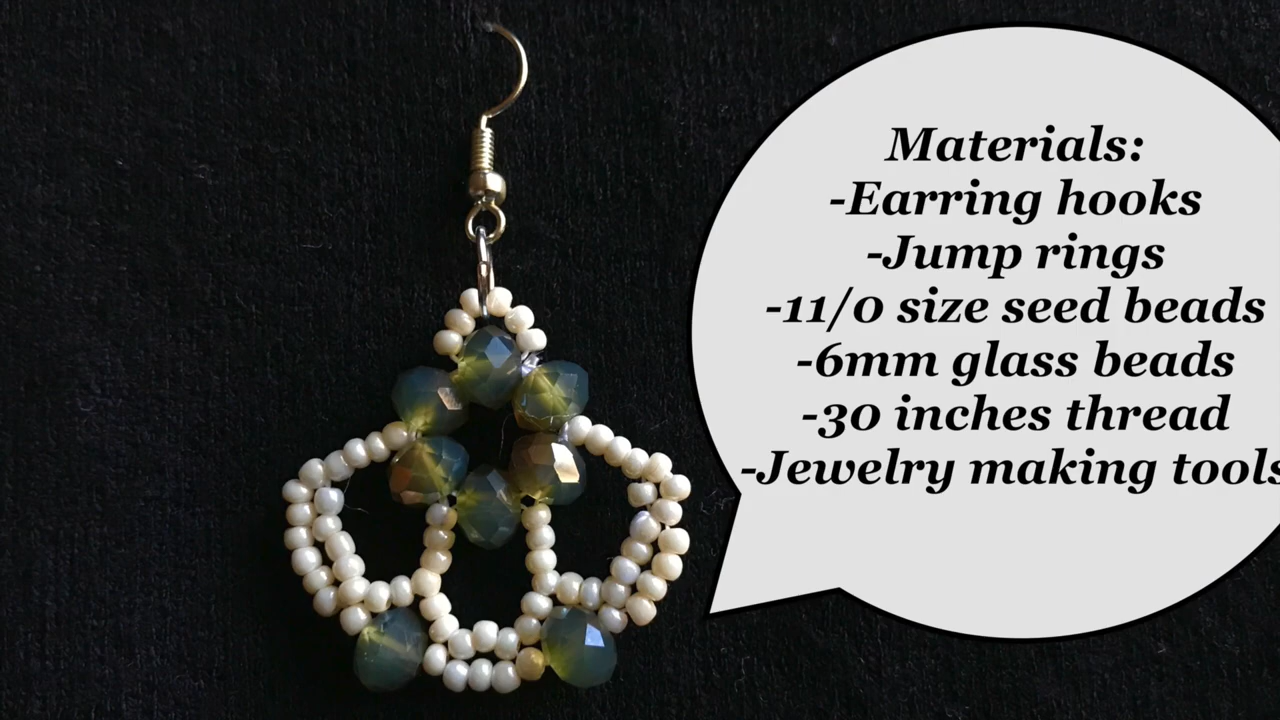 Materials:
-Earring hooks
-Jump rings
-11/0 size seed beads
-6mm glass beads
-30 inches thread
-Jewelry making tools